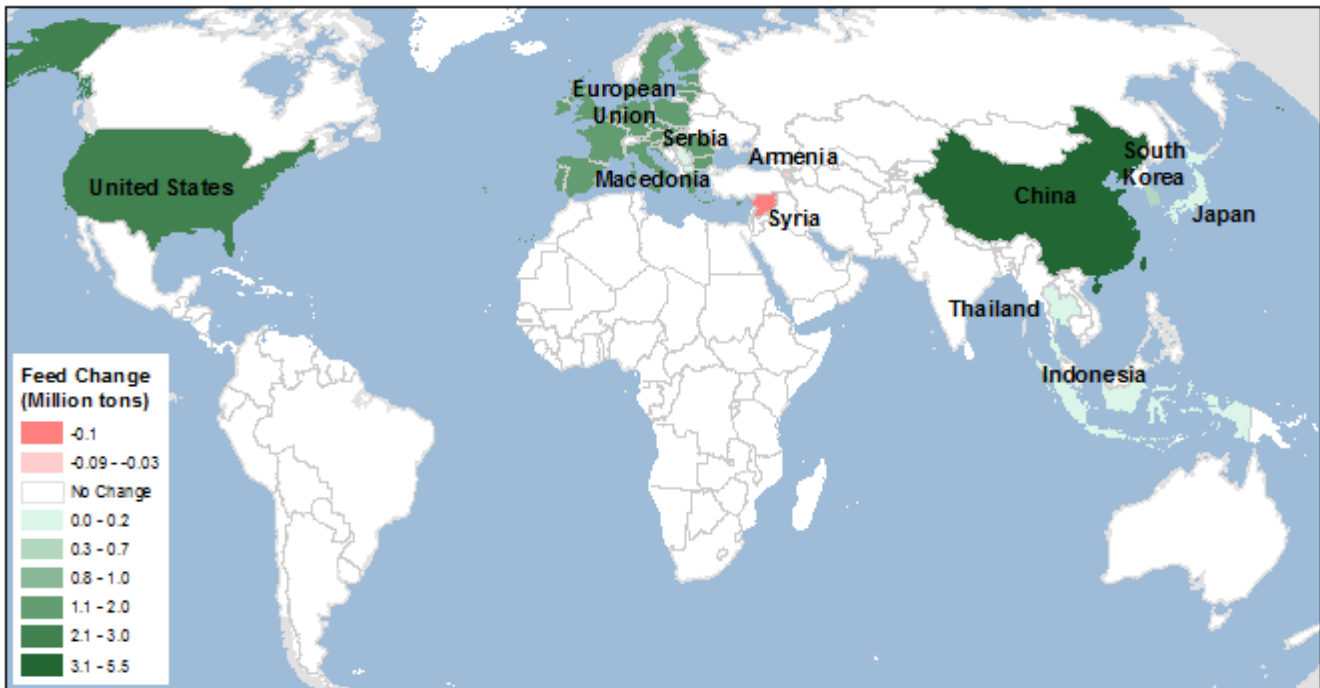 European
Union
Serbia
Armenia
South
Korea
United States
Macedonia
China
Syria
Japan
Thailand
Indonesia
Feed Change
(Million tons)
-0.1
-0.09 - -0.03
No Change
0.0 - 0.2
0.3 - 0.7
0.8 - 1.0
1.1 - 2.0
2.1 - 3.0
3.1 - 5.5